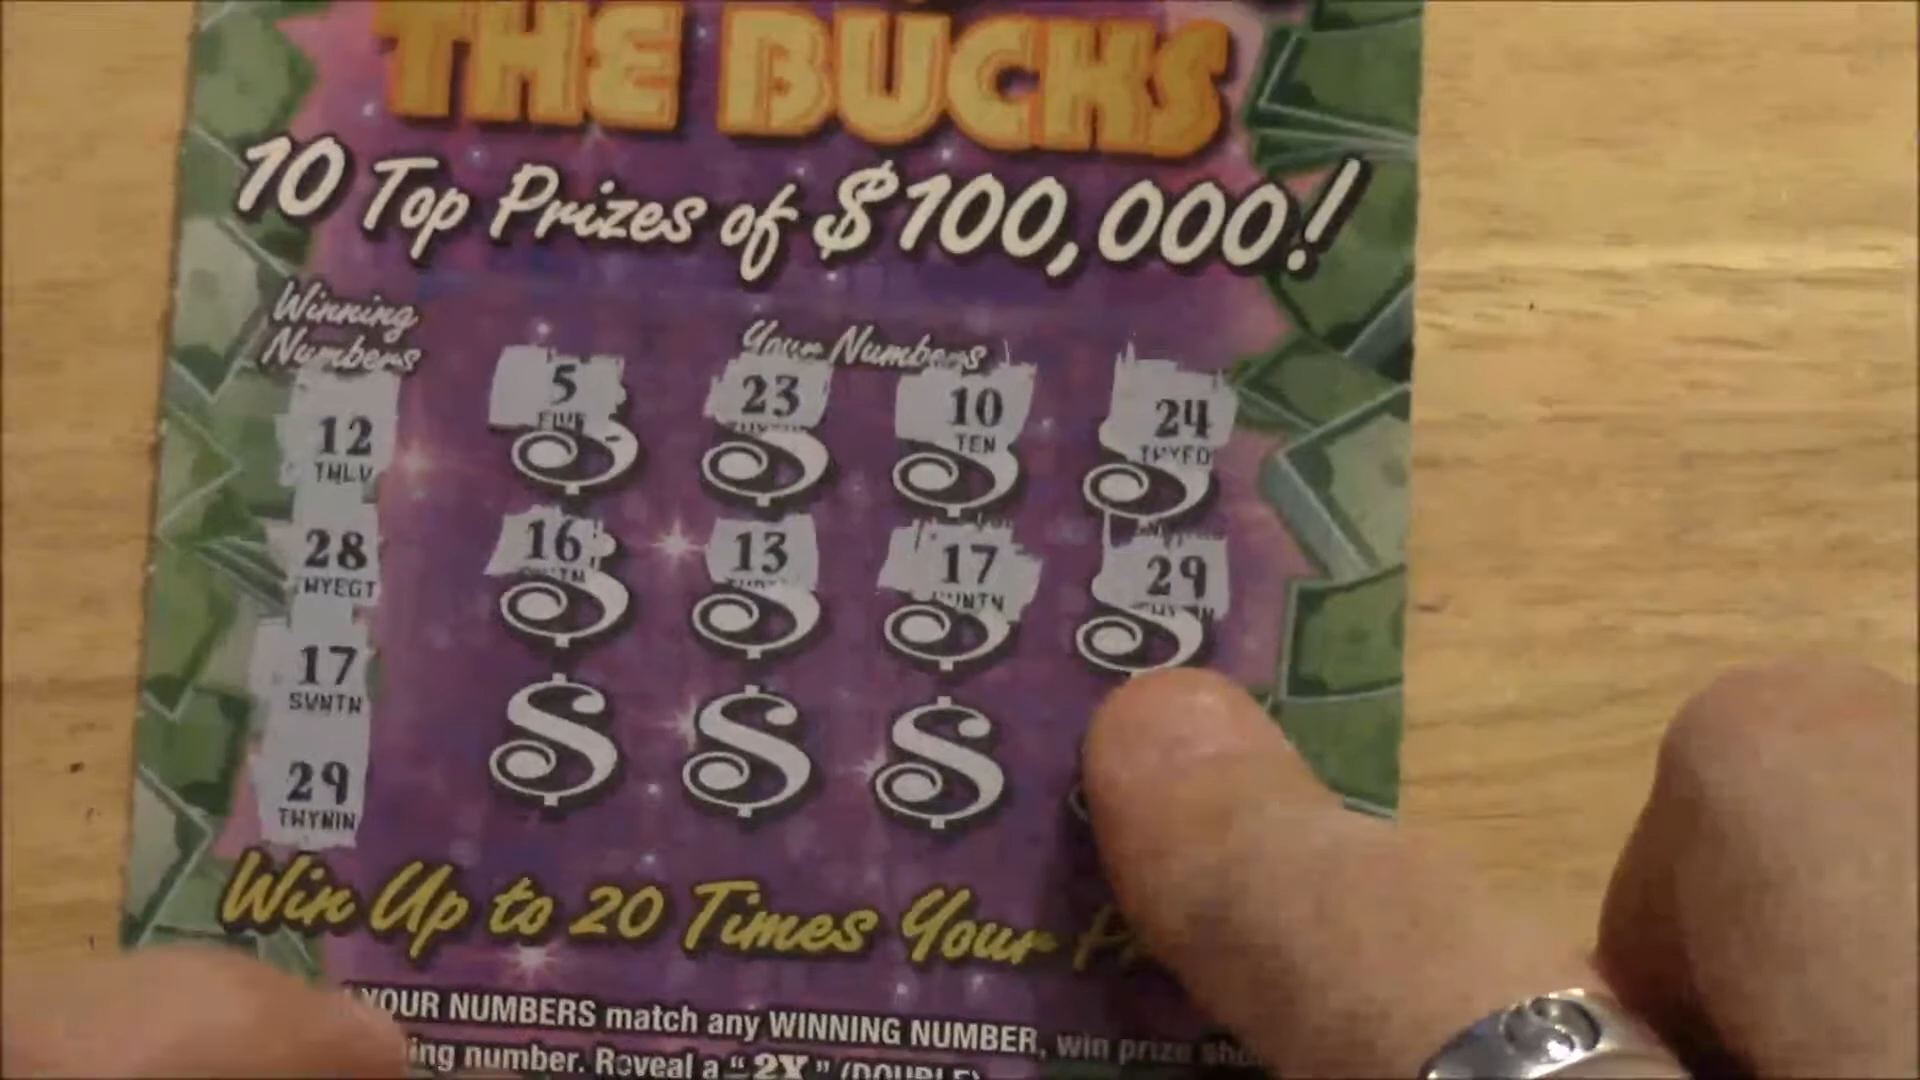 THE BUCKS
10 Top Prizes of $100,000!
Winning
Numbers
Your Numbers
5 23 10 24
FIVE TEN
12
THLV
16 13 17 29
28
TWYEGT
17
SVNTN
29
TWYNIN
Win Up to 20 Times Your
YOUR NUMBERS match any WINNING NUMBER, win prize
number. Reveal a "2X" (DOUBLE)